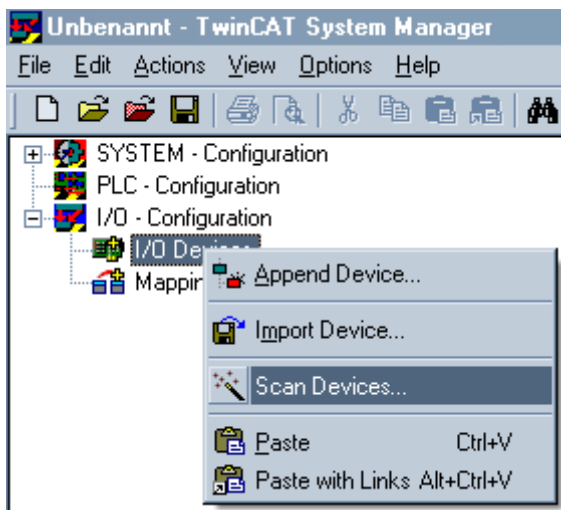 Unbenannt - TwinCAT System Manager
File Edit Actions View Options Help
SYSTEM - Configuration
PLC - Configuration
I/O - Configuration
I/O Devices
Mappin
Append Device...
Import Device...
Scan Devices...
Paste Ctrl+V
Paste with Links Alt+Ctrl+V